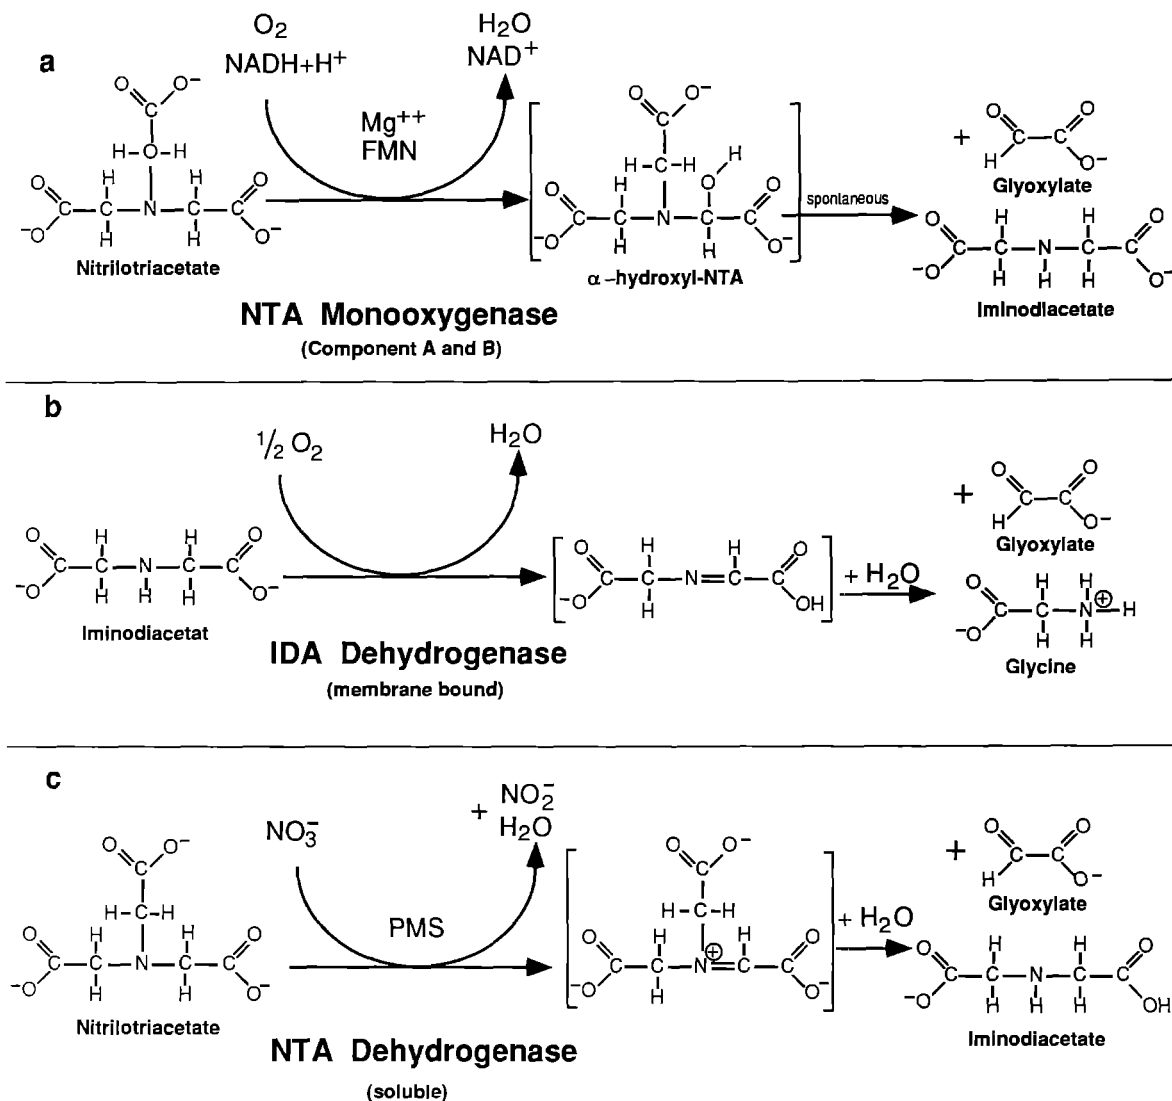 a
O2
NADH+H+
H2O
NAD+
Mg++
FMN
O O−
C
H–O–H
H H
O O
C–C–N–C–C
−O H H O−
Nitrilotriacetate
O O−
C
H–C–H
H
O
H
O O
C–C–N–C–C
−O H H O−
α–hydroxyl-NTA
spontaneous
+
O O
C–C
H O−
Glyoxylate
O H H O
C–C–N–C–C
−O H H H O−
Iminodiacetate
NTA Monooxygenase
(Component A and B)
b
1/2 O2
H2O
O H H O
C–C–N–C–C
−O H H H O−
Iminodiacetat
O H H O
C–C–N=C–C
−O H OH
+ H2O
+
O O
C–C
H O−
Glyoxylate
O H H
C–C–N⊕–H
−O H H
Glycine
IDA Dehydrogenase
(membrane bound)
c
NO3−
+ NO2−
H2O
PMS
O O−
C
H–C–H
O H H O
C–C–N–C–C
−O H H O−
Nitrilotriacetate
O O−
C
H–C–H
O H ⊕ H O
C–C–N=C–C
−O H O−
+ H2O
+
O O
C–C
H O−
Glyoxylate
O H H O
C–C–N–C–C
−O H H H OH
Iminodiacetate
NTA Dehydrogenase
(soluble)